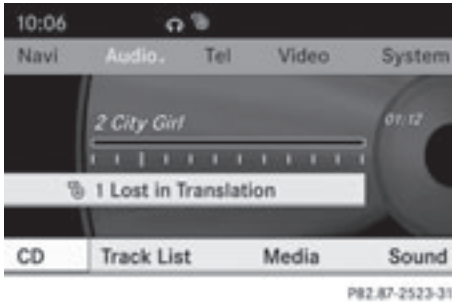 10:06
Navi Audio Tel Video System
2 City Girl 01:12
1 Lost in Translation
CD Track List Media Sound
P82.87-2523-31